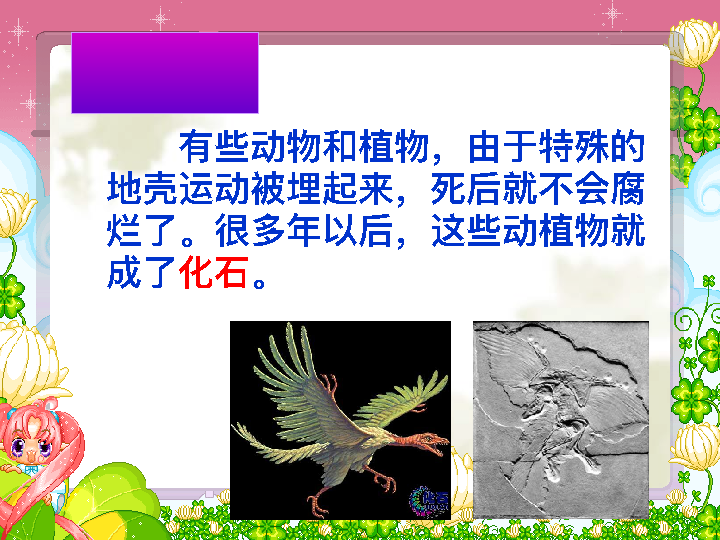 有些动物和植物，由于特殊的
地壳运动被埋起来，死后就不会腐
烂了。很多年以后，这些动植物就
成了化石。